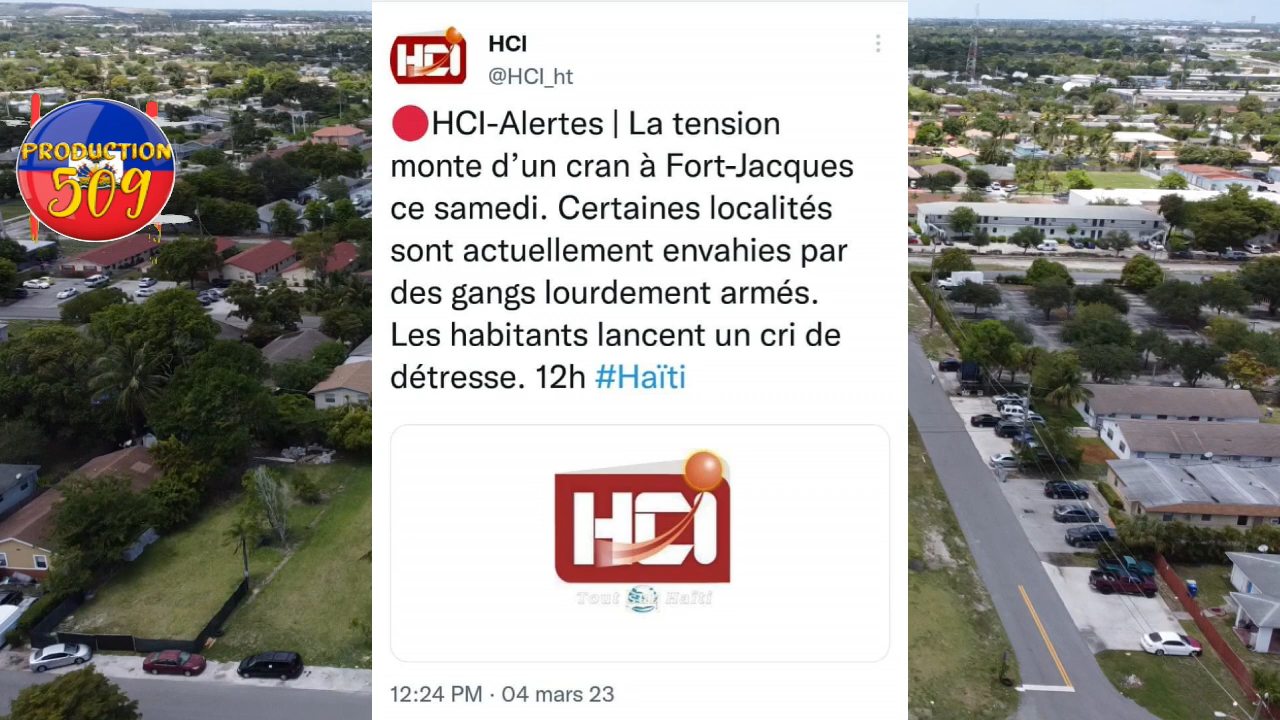 PRODUCTION
509
HCI
HCI
@HCI_ht
🔴HCI-Alertes | La tension
monte d’un cran à Fort-Jacques
ce samedi. Certaines localités
sont actuellement envahies par
des gangs lourdement armés.
Les habitants lancent un cri de
détresse. 12h #Haïti
HCI
Tout Sur Haïti
12:24 PM · 04 mars 23